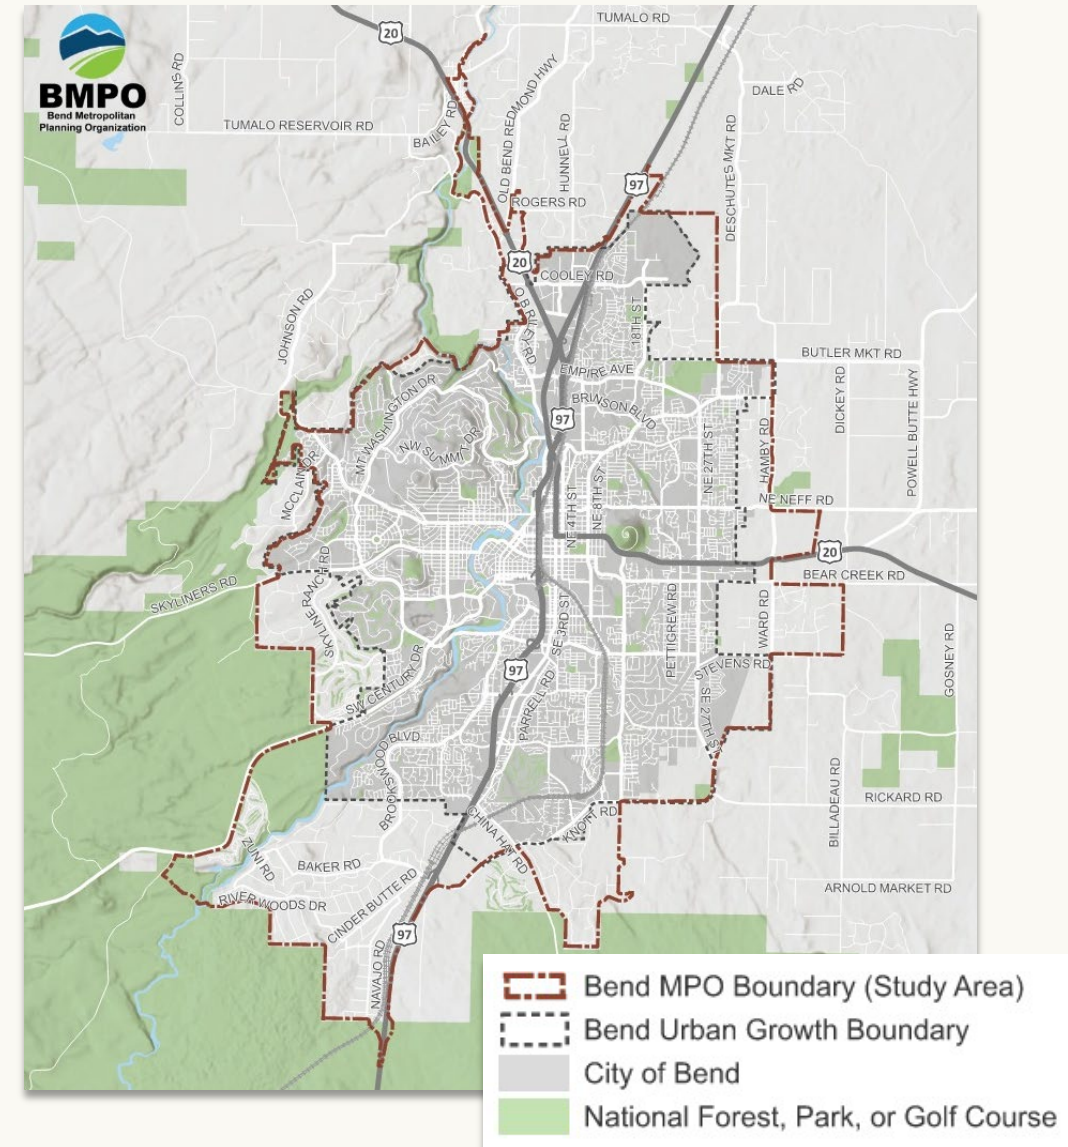 BMPO
Bend Metropolitan
Planning Organization
20
TUMALO RD
COLLINS RD
DALE RD
TUMALO RESERVOIR RD
BAILEY RD
OLD BEND REDMOND HWY
HUNNELL RD
DESCHUTES MKT RD
97
ROGERS RD
20
COOLEY RD
JOHNSON RD
O B RILEY RD
18TH ST
BUTLER MKT RD
EMPIRE AVE
MT WASHINGTON DR
BRINSON BLVD
DICKEY RD
POWELL BUTTE HWY
97
NW SUMMIT DR
NE 27TH ST
HAMBY RD
MCCLAIN DR
NE 4TH ST
NE 8TH ST
NE NEFF RD
20
BEAR CREEK RD
SKYLINERS RD
SKYLINE RANCH RD
SE 3RD ST
PETTIGREW RD
WARD RD
GOSNEY RD
97
STEVENS RD
SW CENTURY DR
PARRELL RD
SE 27TH ST
BROOKSWOOD BLVD
BILLADEAU RD
RICKARD RD
CHINA HAT RD
KNOTT RD
ZUNI RD
BAKER RD
CINDER BUTTE RD
ARNOLD MARKET RD
RIVER WOODS DR
97
NAVAJO RD
Bend MPO Boundary (Study Area)
Bend Urban Growth Boundary
City of Bend
National Forest, Park, or Golf Course